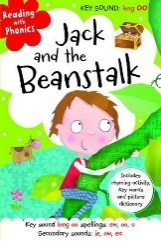 Reading
with
Phonics
KEY SOUND: long OO
Jack
and the
Beanstalk
Includes
rhyming activity,
Key words
and picture
dictionary
Key sound long oo spellings: ew, oo, u
Secondary sounds: ie, ow, ea